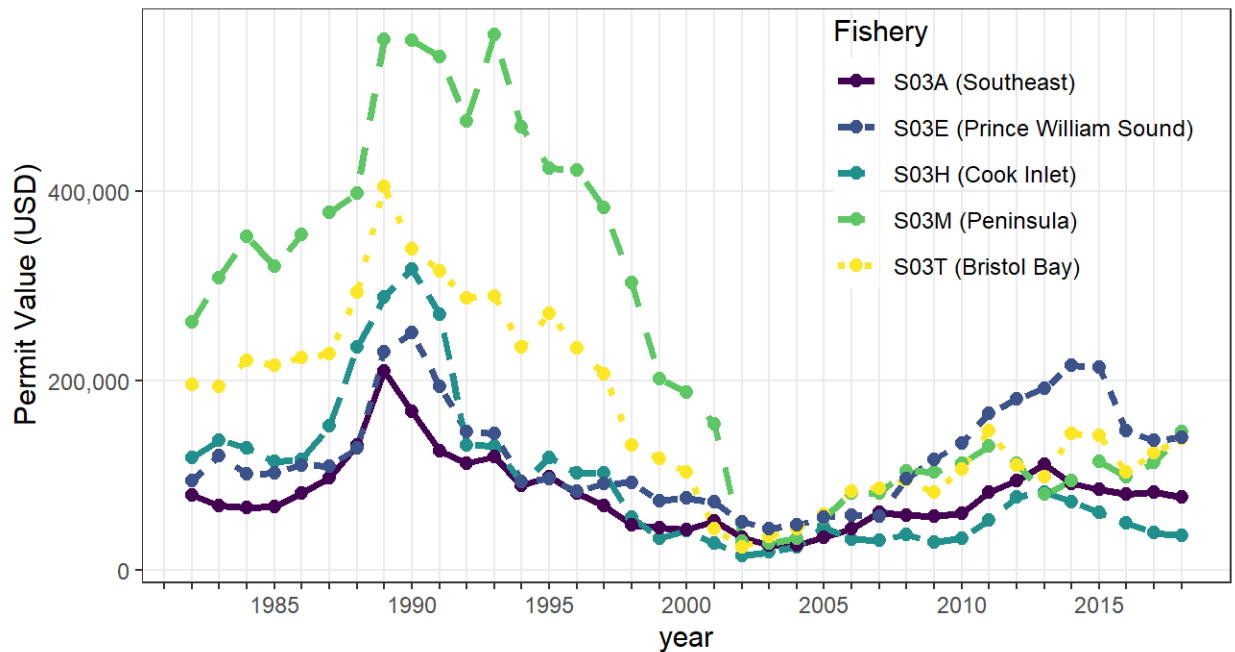 Fishery
S03A (Southeast)
S03E (Prince William Sound)
S03H (Cook Inlet)
S03M (Peninsula)
S03T (Bristol Bay)
Permit Value (USD)
400,000
200,000
0
1985 1990 1995 2000 2005 2010 2015
year